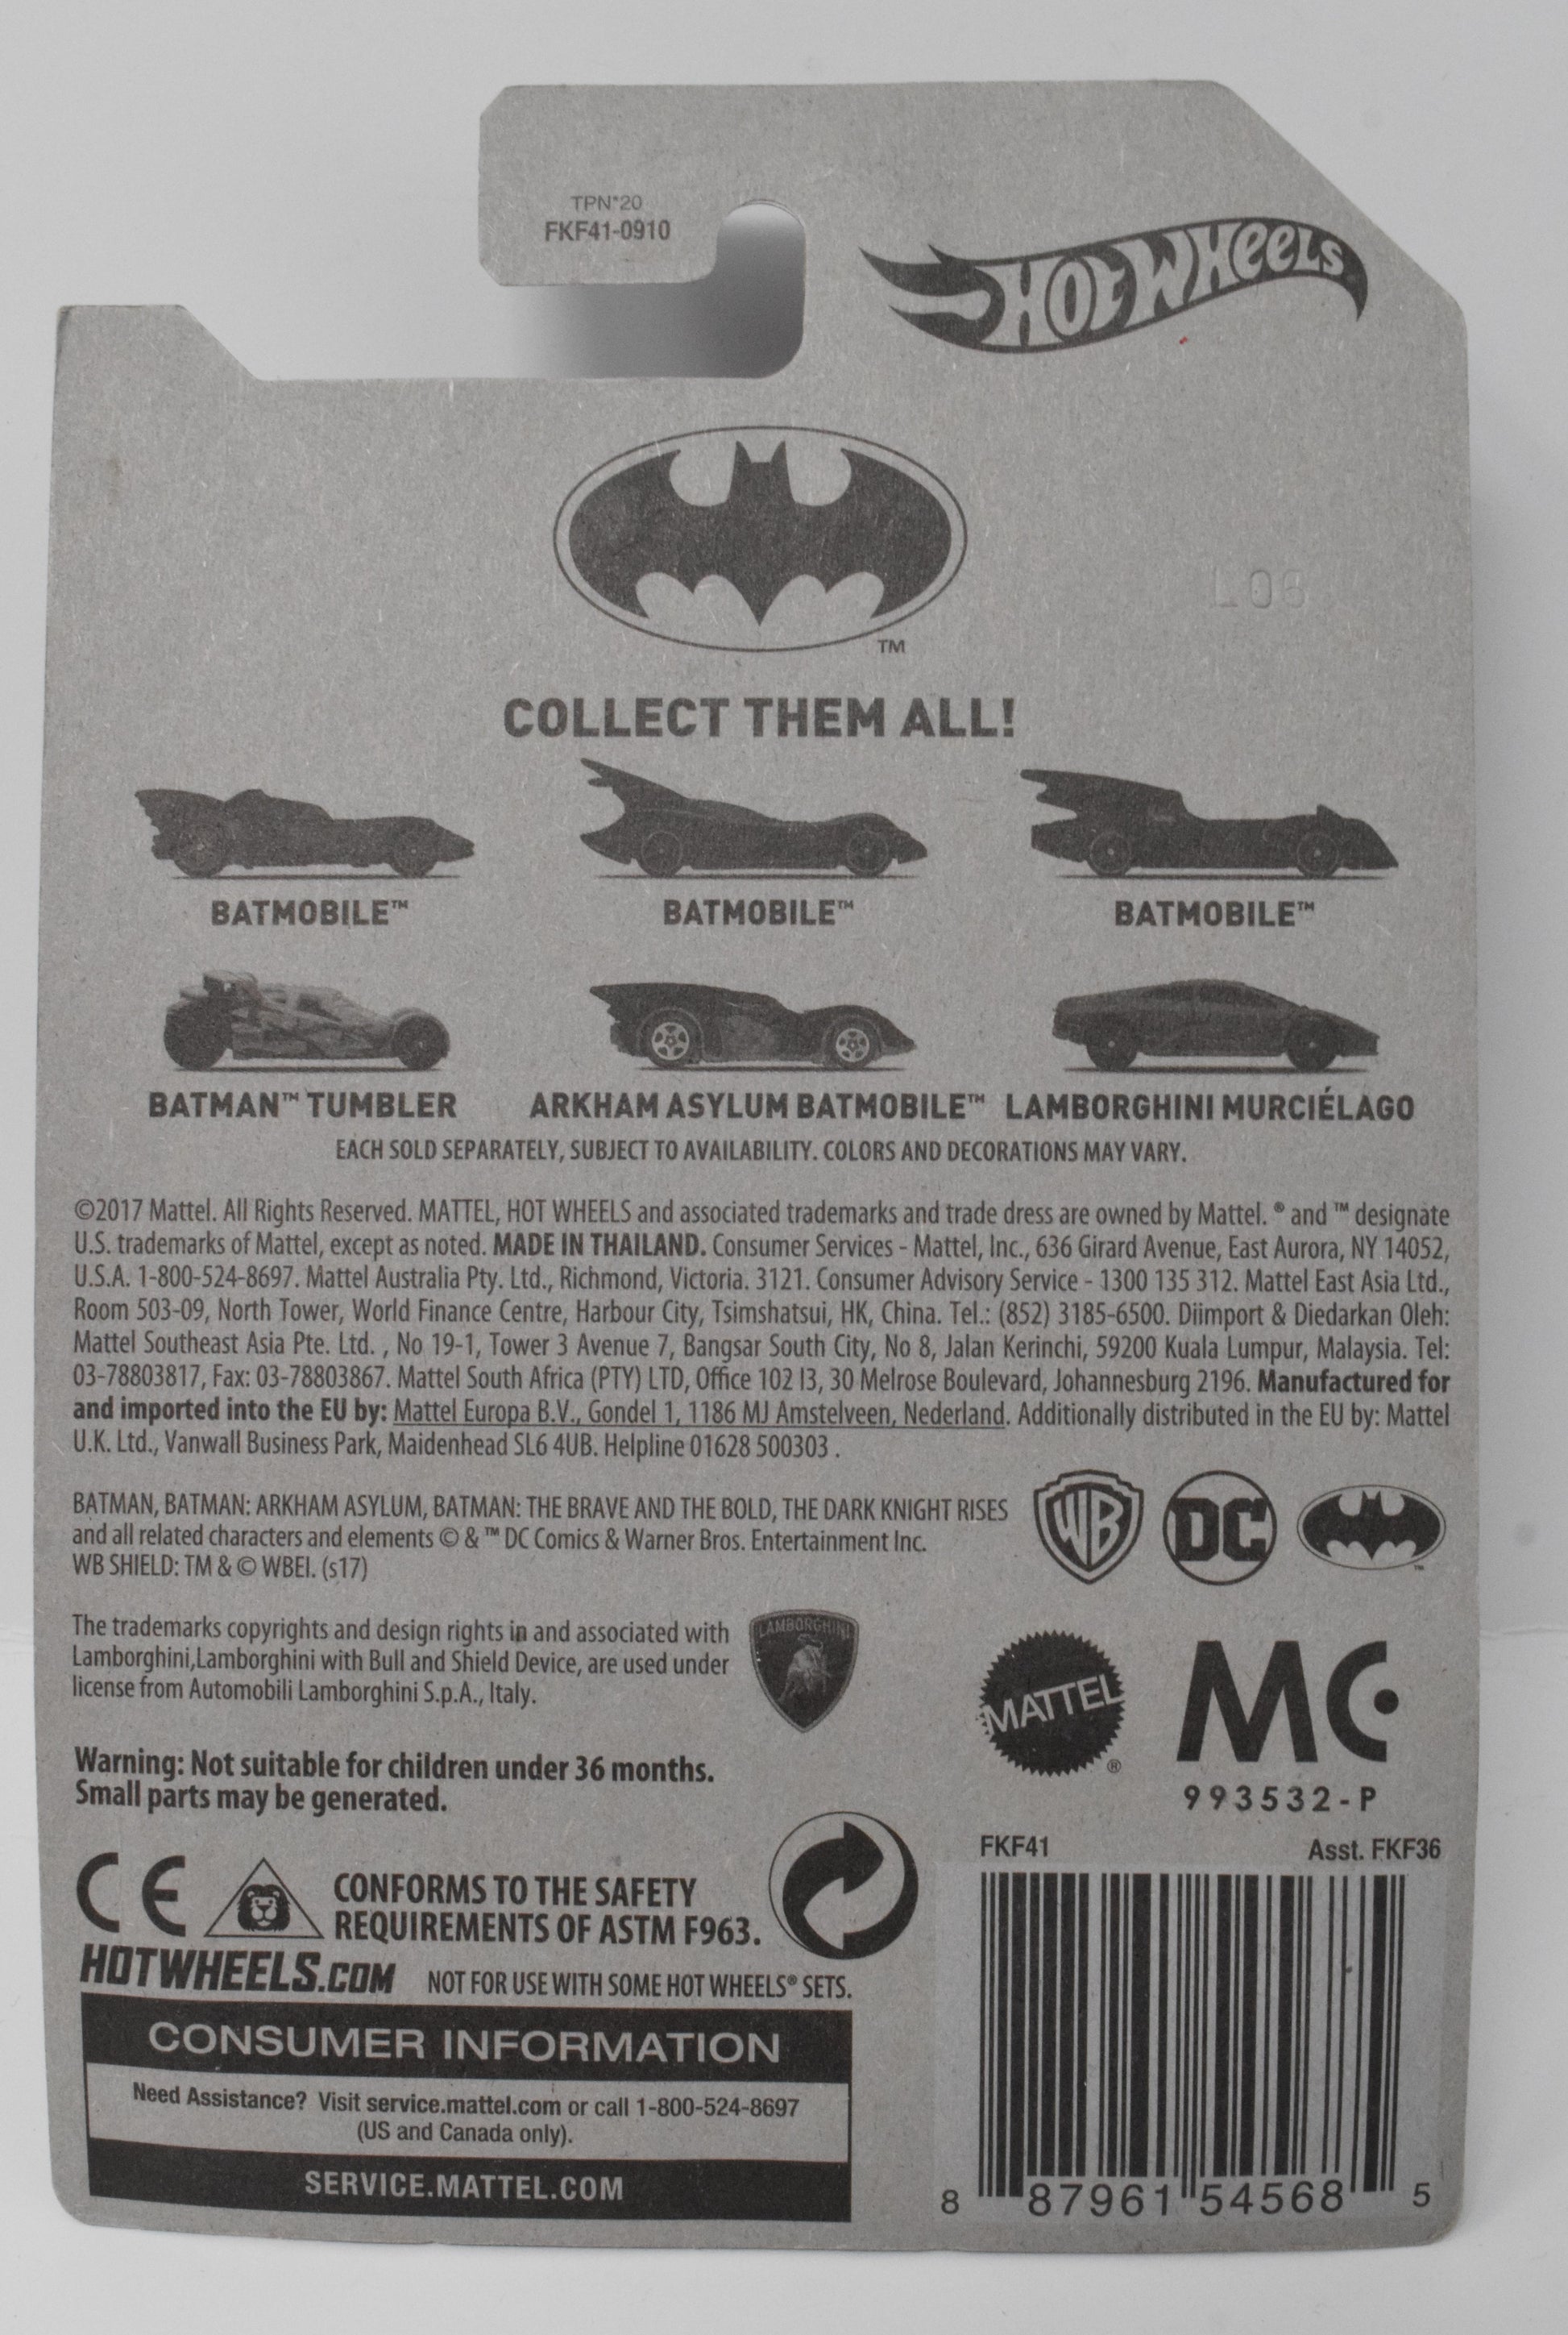 TPN*20
FKF41-0910
HOT WHEELS
L08
TM
COLLECT THEM ALL!
BATMOBILE™ BATMOBILE™ BATMOBILE™
BATMAN™ TUMBLER ARKHAM ASYLUM BATMOBILE™ LAMBORGHINI MURCIÉLAGO
EACH SOLD SEPARATELY, SUBJECT TO AVAILABILITY. COLORS AND DECORATIONS MAY VARY.
©2017 Mattel. All Rights Reserved. MATTEL, HOT WHEELS and associated trademarks and trade dress are owned by Mattel. ® and ™ designate
U.S. trademarks of Mattel, except as noted. MADE IN THAILAND. Consumer Services - Mattel, Inc., 636 Girard Avenue, East Aurora, NY 14052,
U.S.A. 1-800-524-8697. Mattel Australia Pty. Ltd., Richmond, Victoria. 3121. Consumer Advisory Service - 1300 135 312. Mattel East Asia Ltd.,
Room 503-09, North Tower, World Finance Centre, Harbour City, Tsimshatsui, HK, China. Tel.: (852) 3185-6500. Diimport & Diedarkan Oleh:
Mattel Southeast Asia Pte. Ltd. , No 19-1, Tower 3 Avenue 7, Bangsar South City, No 8, Jalan Kerinchi, 59200 Kuala Lumpur, Malaysia. Tel:
03-78803817, Fax: 03-78803867. Mattel South Africa (PTY) LTD, Office 102 I3, 30 Melrose Boulevard, Johannesburg 2196. Manufactured for
and imported into the EU by: Mattel Europa B.V., Gondel 1, 1186 MJ Amstelveen, Nederland. Additionally distributed in the EU by: Mattel
U.K. Ltd., Vanwall Business Park, Maidenhead SL6 4UB. Helpline 01628 500303 .
BATMAN, BATMAN: ARKHAM ASYLUM, BATMAN: THE BRAVE AND THE BOLD, THE DARK KNIGHT RISES
and all related characters and elements © & ™ DC Comics & Warner Bros. Entertainment Inc.
WB SHIELD: TM & © WBEI. (s17)
WB DC ™
The trademarks copyrights and design rights in and associated with
Lamborghini,Lamborghini with Bull and Shield Device, are used under
license from Automobili Lamborghini S.p.A., Italy.
LAMBORGHINI
MATTEL®
MC
993532-P
Warning: Not suitable for children under 36 months.
Small parts may be generated.
CE
CONFORMS TO THE SAFETY
REQUIREMENTS OF ASTM F963.
HOTWHEELS.COM NOT FOR USE WITH SOME HOT WHEELS® SETS.
CONSUMER INFORMATION
Need Assistance? Visit service.mattel.com or call 1-800-524-8697
(US and Canada only).
SERVICE.MATTEL.COM
FKF41 Asst. FKF36
8 87961 54568 5